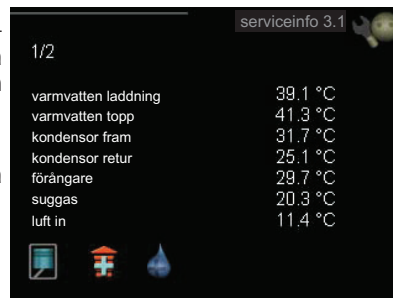 serviceinfo 3.1
1/2
varmvatten laddning 39.1 °C
varmvatten topp 41.3 °C
kondensor fram 31.7 °C
kondensor retur 25.1 °C
förångare 29.7 °C
suggas 20.3 °C
luft in 11.4 °C